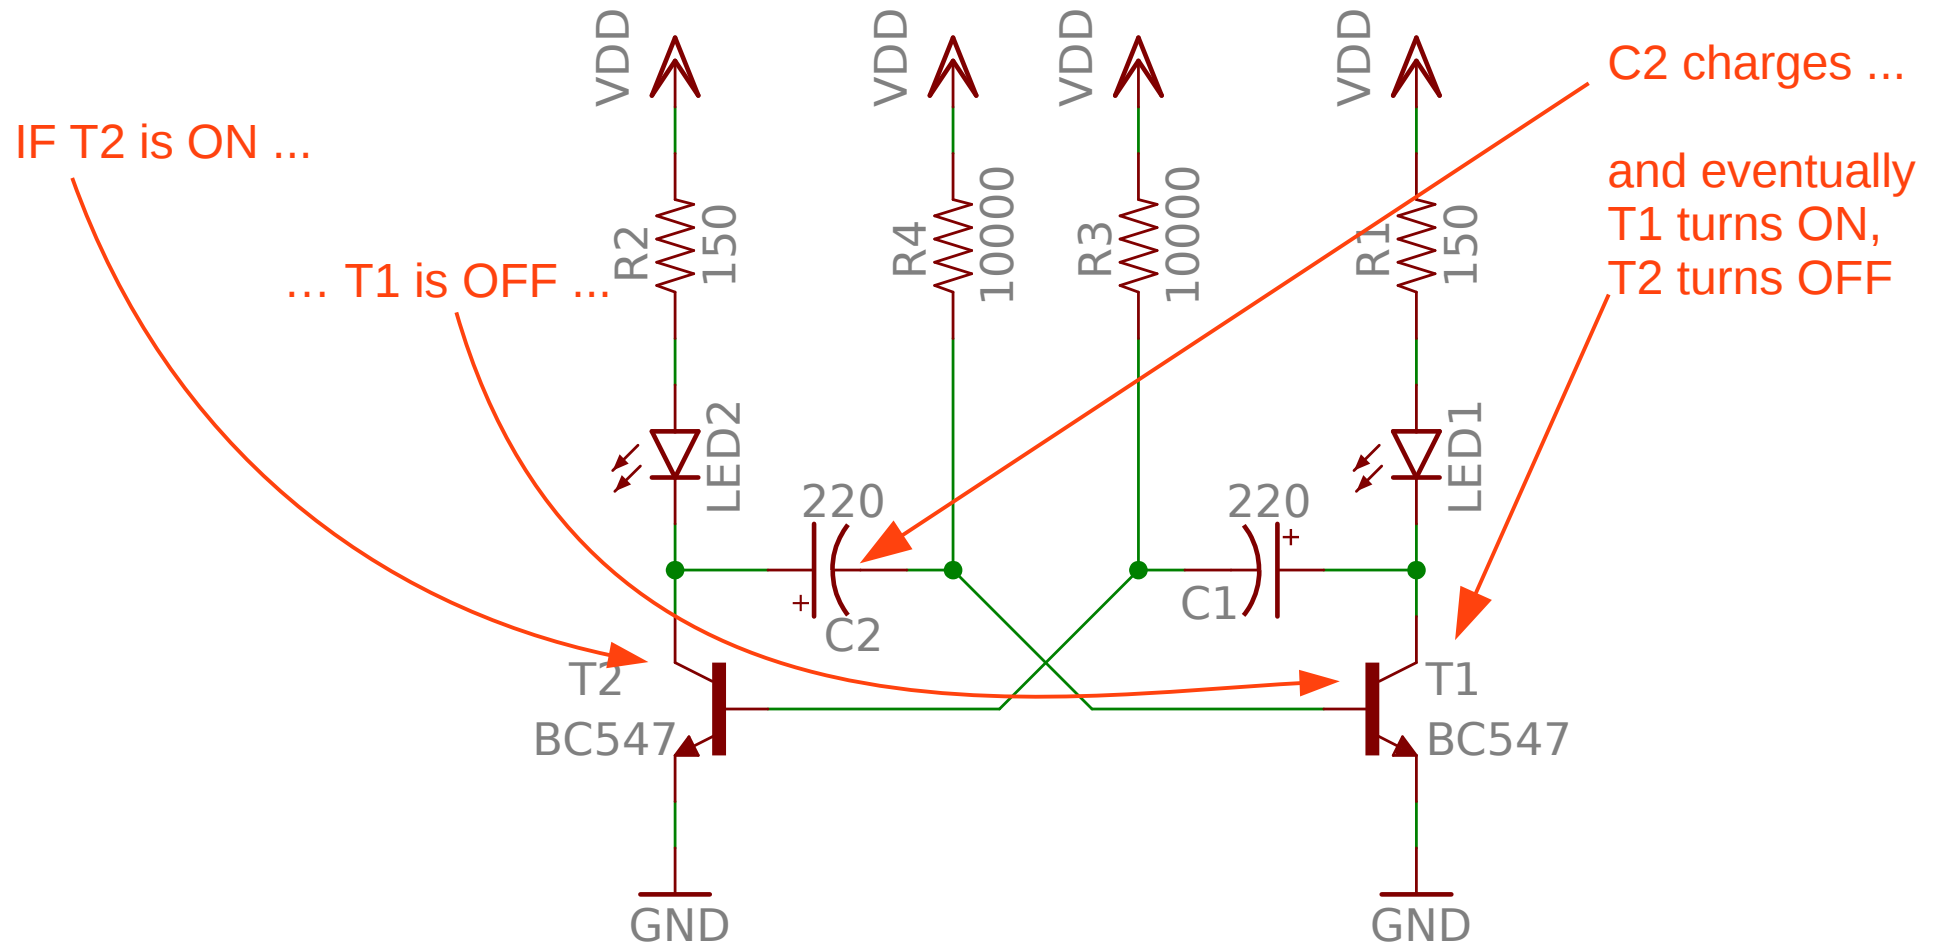 VDD
VDD
VDD
VDD
C2 charges ...
IF T2 is ON ...
and eventually
T1 turns ON,
T2 turns OFF
... T1 is OFF ...
R2
150
R4
10000
R3
10000
R1
150
LED2
LED1
220
+
C2
220
+
C1
T2
BC547
T1
BC547
GND
GND